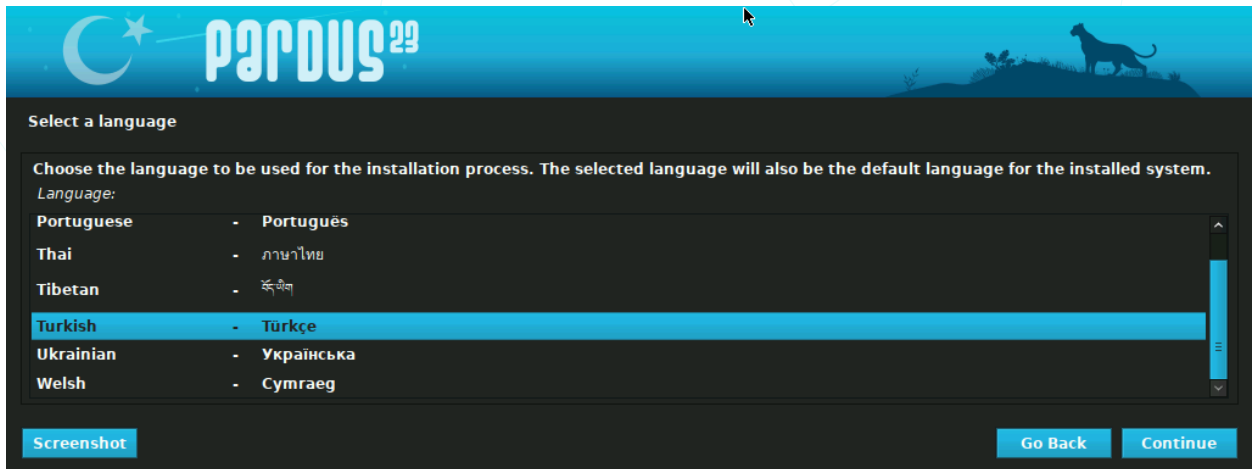 Pardus 23
Select a language
Choose the language to be used for the installation process. The selected language will also be the default language for the installed system.
Language:
Portuguese - Português
Thai - ภาษาไทย
Tibetan - བོད་ཡིག
Turkish - Türkçe
Ukrainian - Українська
Welsh - Cymraeg
Screenshot Go Back Continue